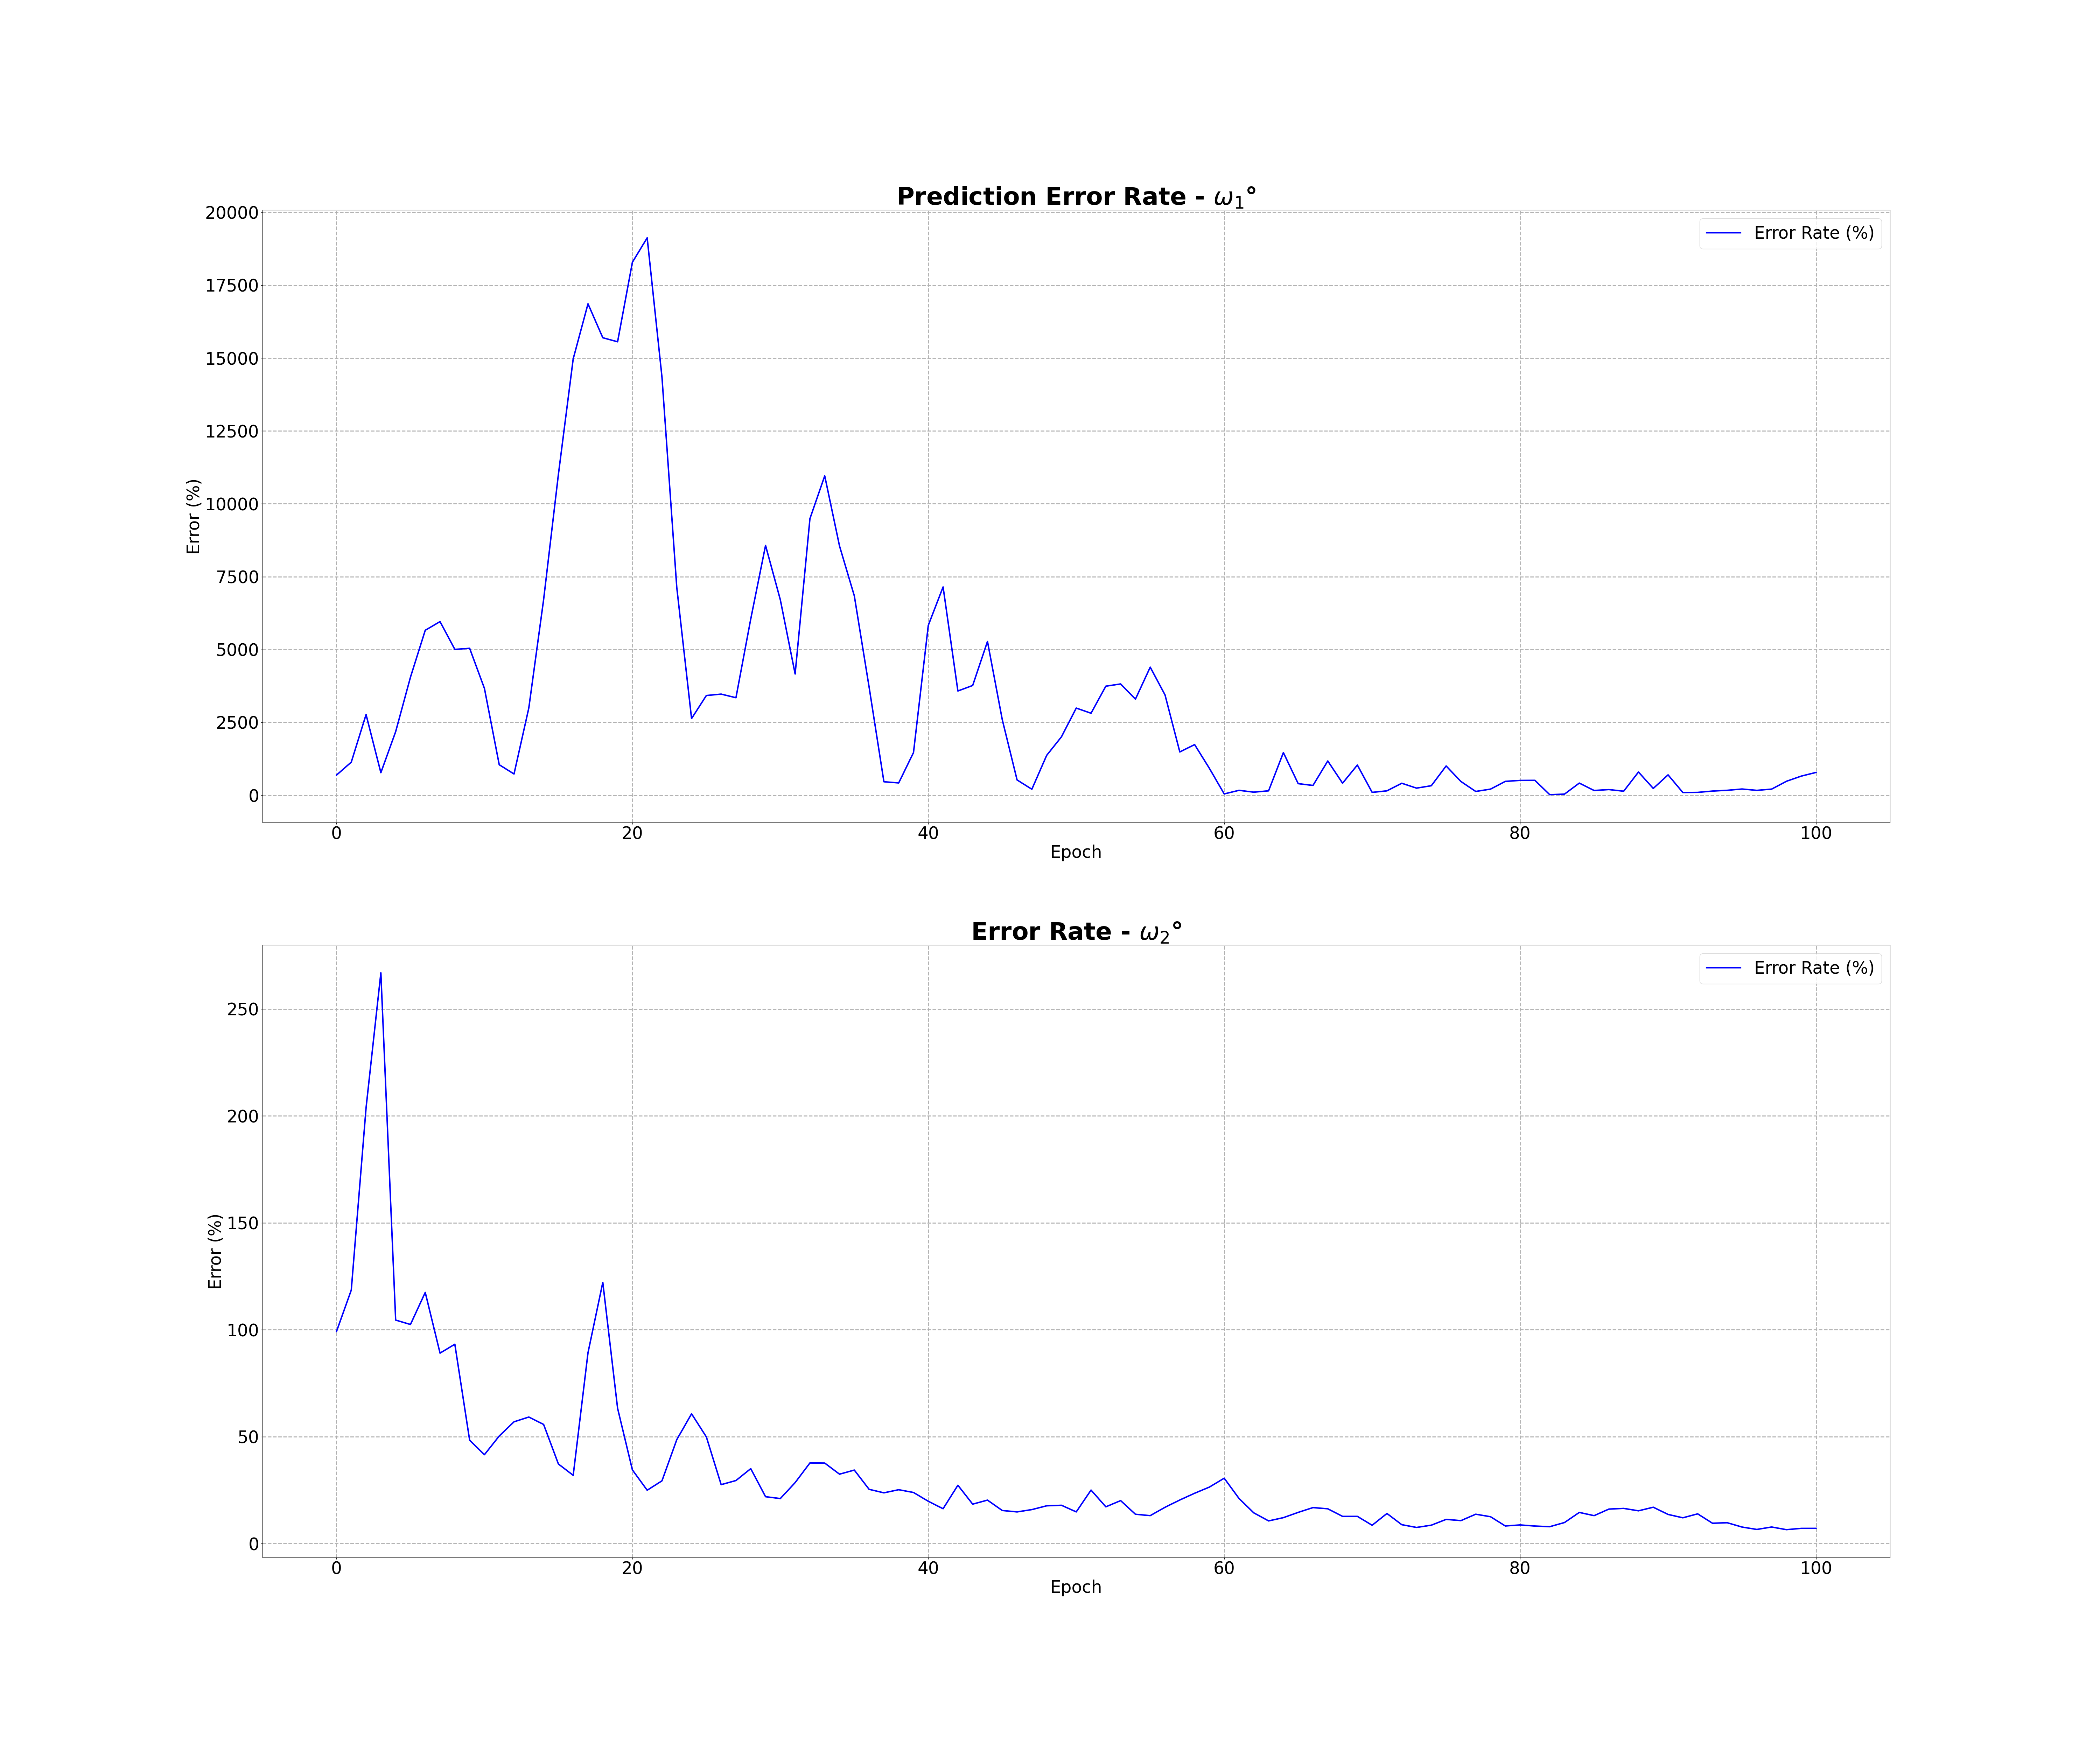 Prediction Error Rate - ω₁°
Error Rate (%)
20000
17500
15000
12500
10000
7500
5000
2500
0
Error (%)
0 20 40 60 80 100
Epoch
Error Rate - ω₂°
Error Rate (%)
250
200
150
100
50
0
Error (%)
0 20 40 60 80 100
Epoch